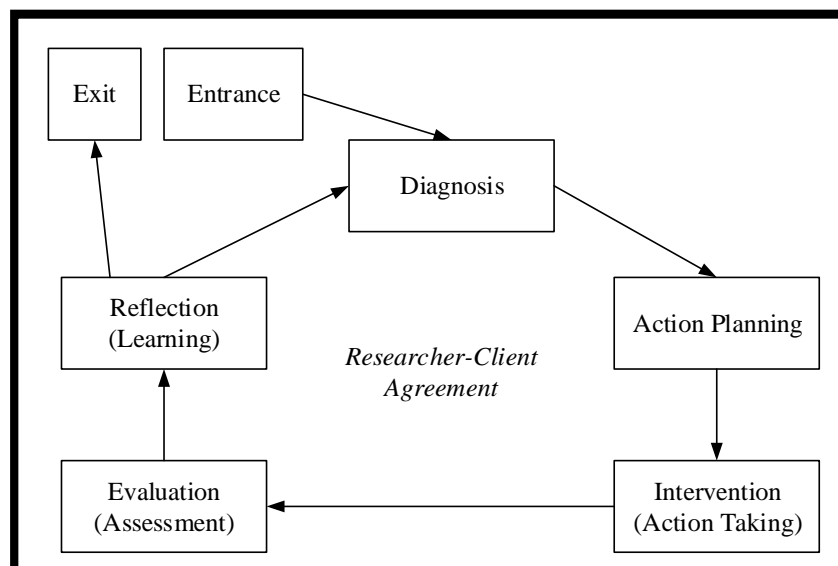 Exit
Entrance
Diagnosis
Reflection
(Learning)
Action Planning
Researcher-Client
Agreement
Evaluation
(Assessment)
Intervention
(Action Taking)